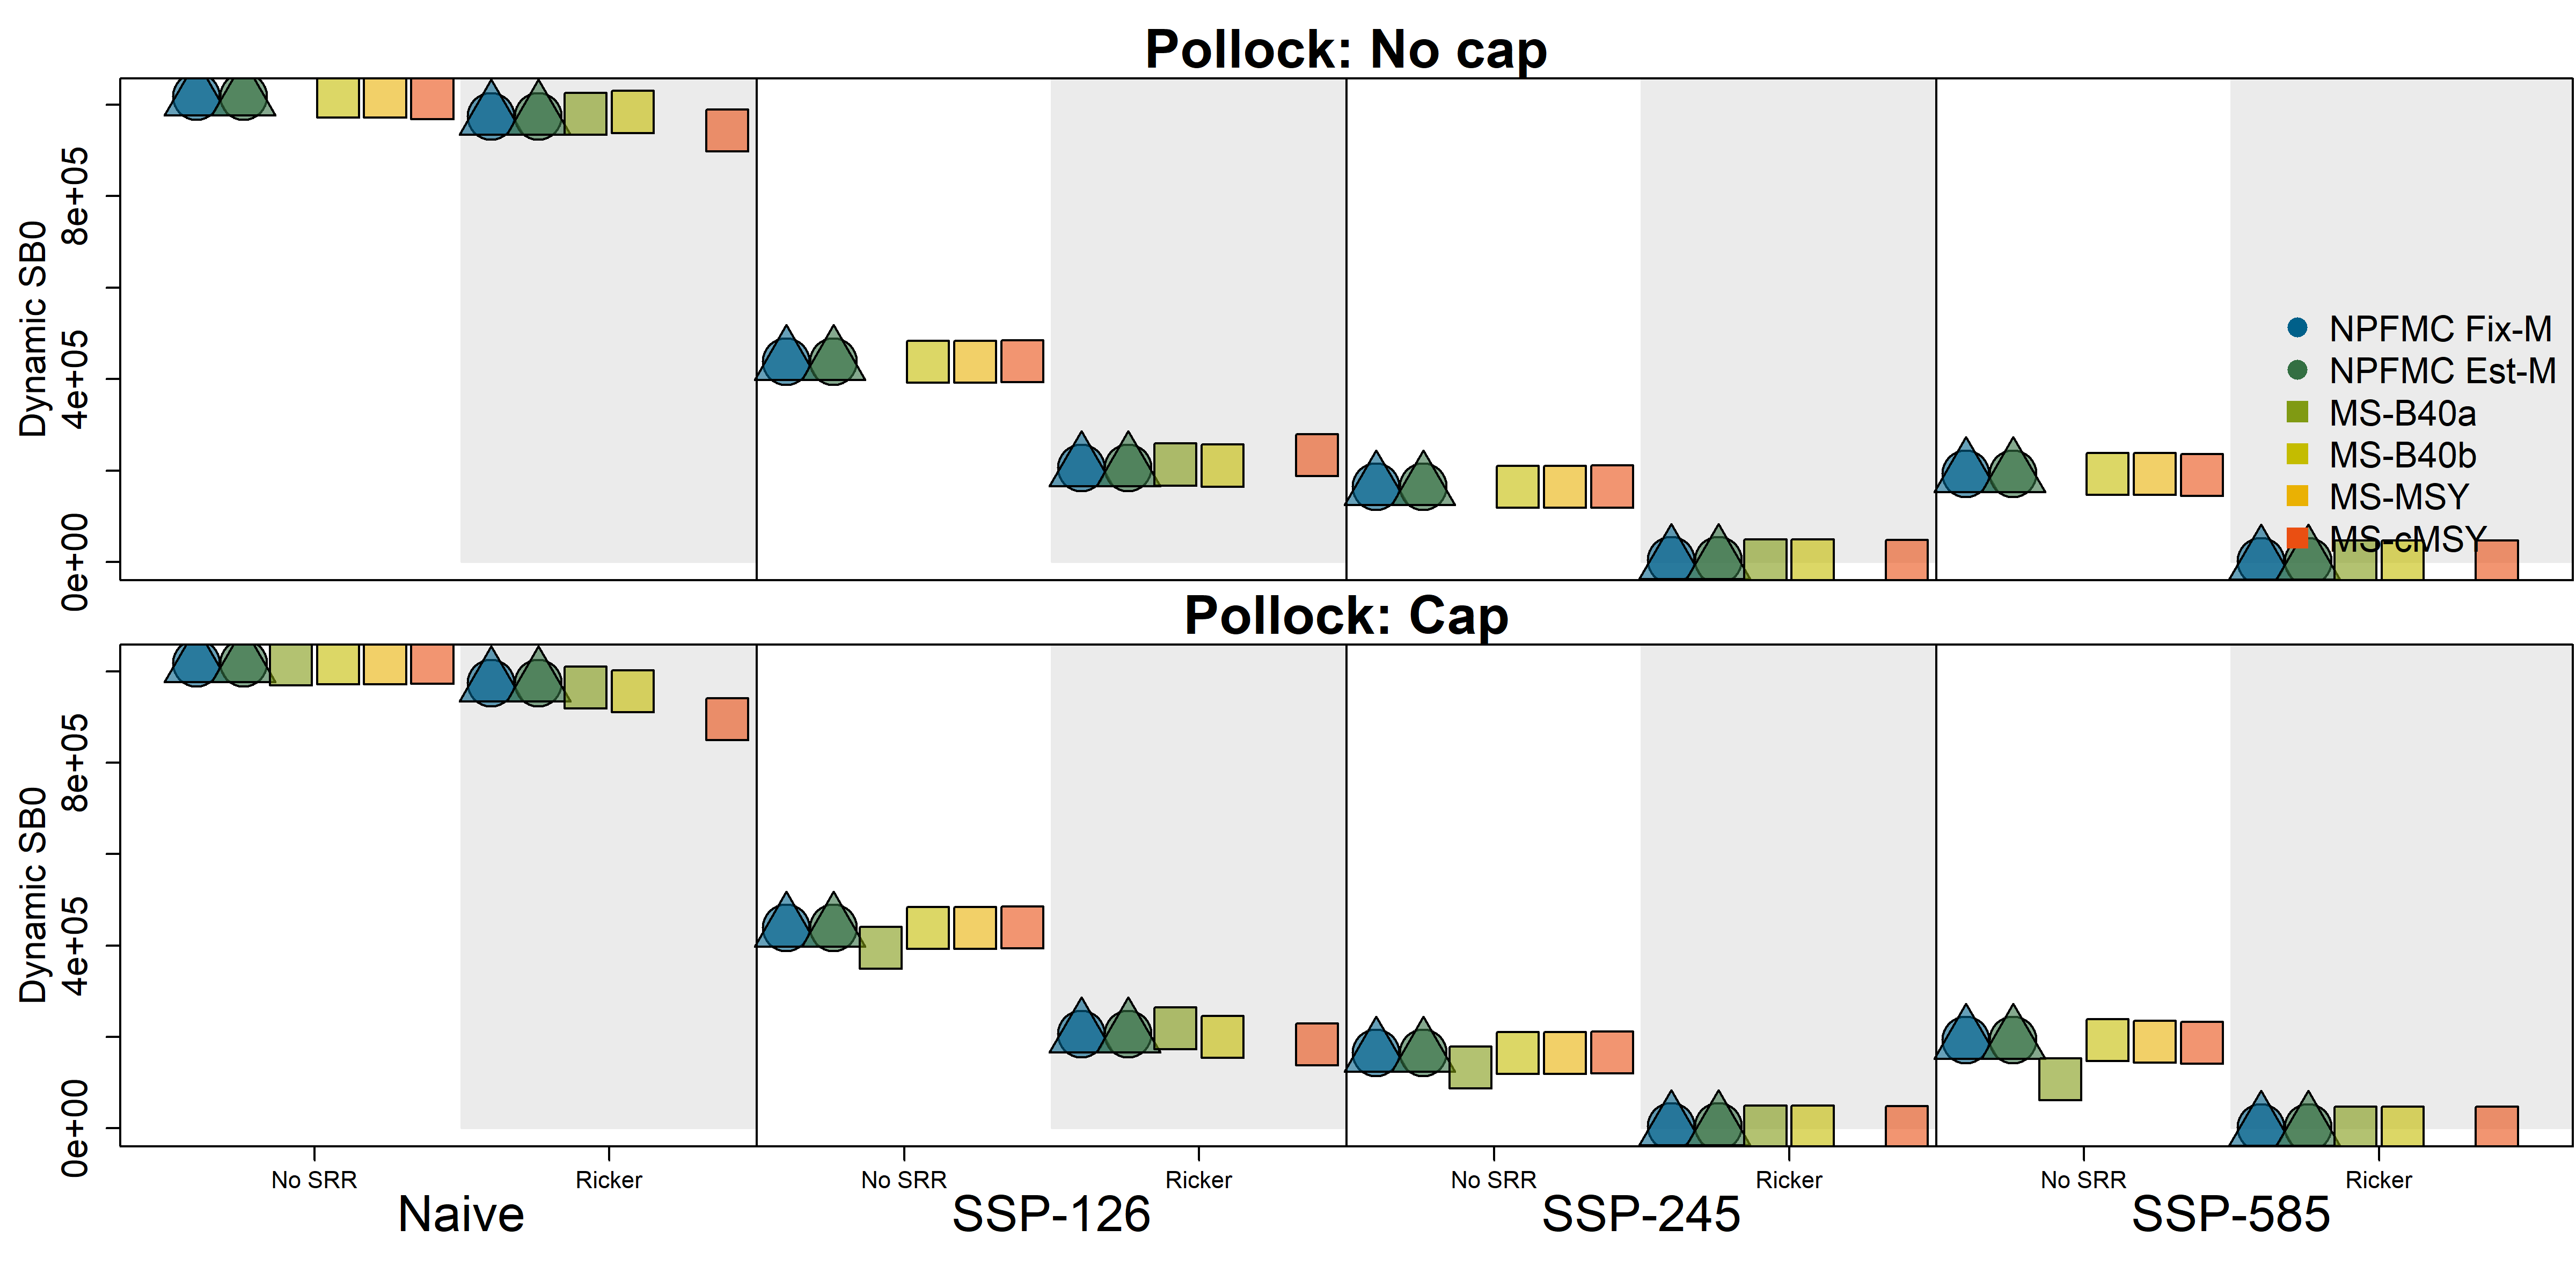 Pollock: No cap
Dynamic SB0
8e+05
4e+05
0e+00
NPFMC Fix-M
NPFMC Est-M
MS-B40a
MS-B40b
MS-MSY
MS-cMSY
Pollock: Cap
Dynamic SB0
8e+05
4e+05
0e+00
No SRR Ricker No SRR Ricker No SRR Ricker No SRR Ricker
Naive SSP-126 SSP-245 SSP-585